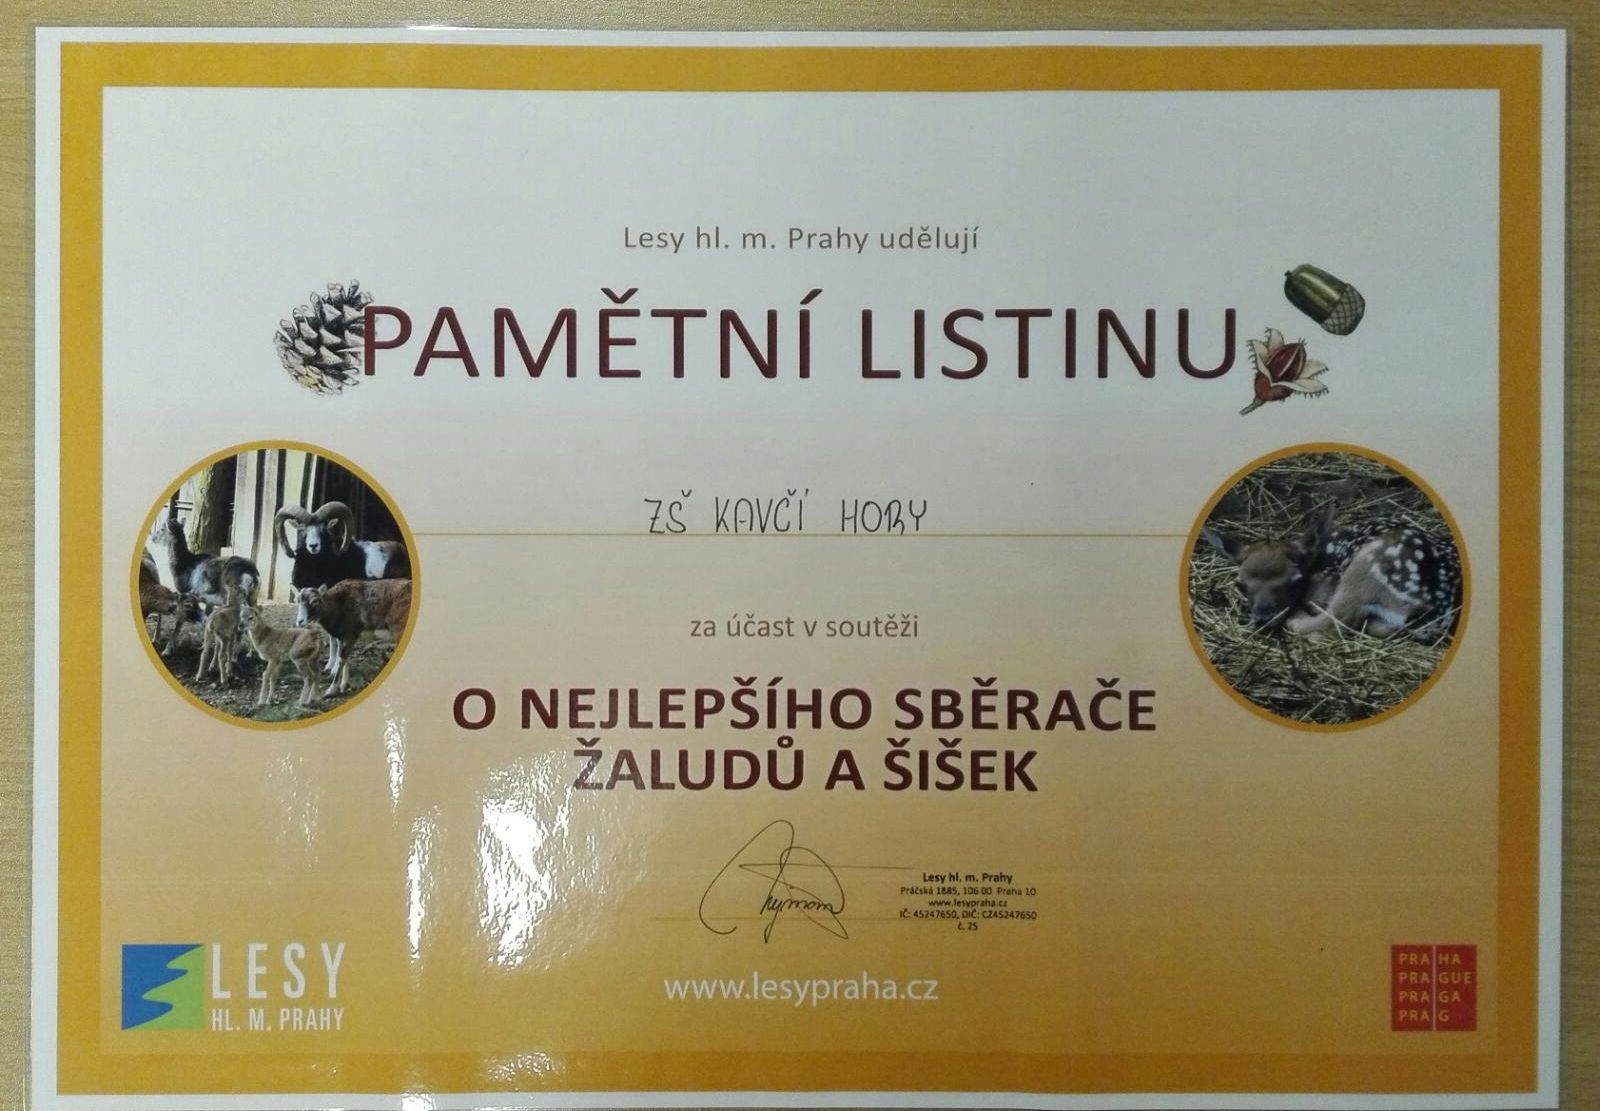 Lesy hl. m. Prahy udělují
PAMĚTNÍ LISTINU
ZŠ KAVČÍ HORY
za účast v soutěži
O NEJLEPŠÍHO SBĚRAČE
ŽALUDŮ A ŠIŠEK
Lesy hl. m. Prahy
Práčská 1885, 106 00 Praha 10
www.lesypraha.cz
IČ: 45247650, DIČ: CZ45247650
č. 25
LESY
HL. M. PRAHY
www.lesypraha.cz
PRA HA
PRA GUE
PRA GA
PRA G